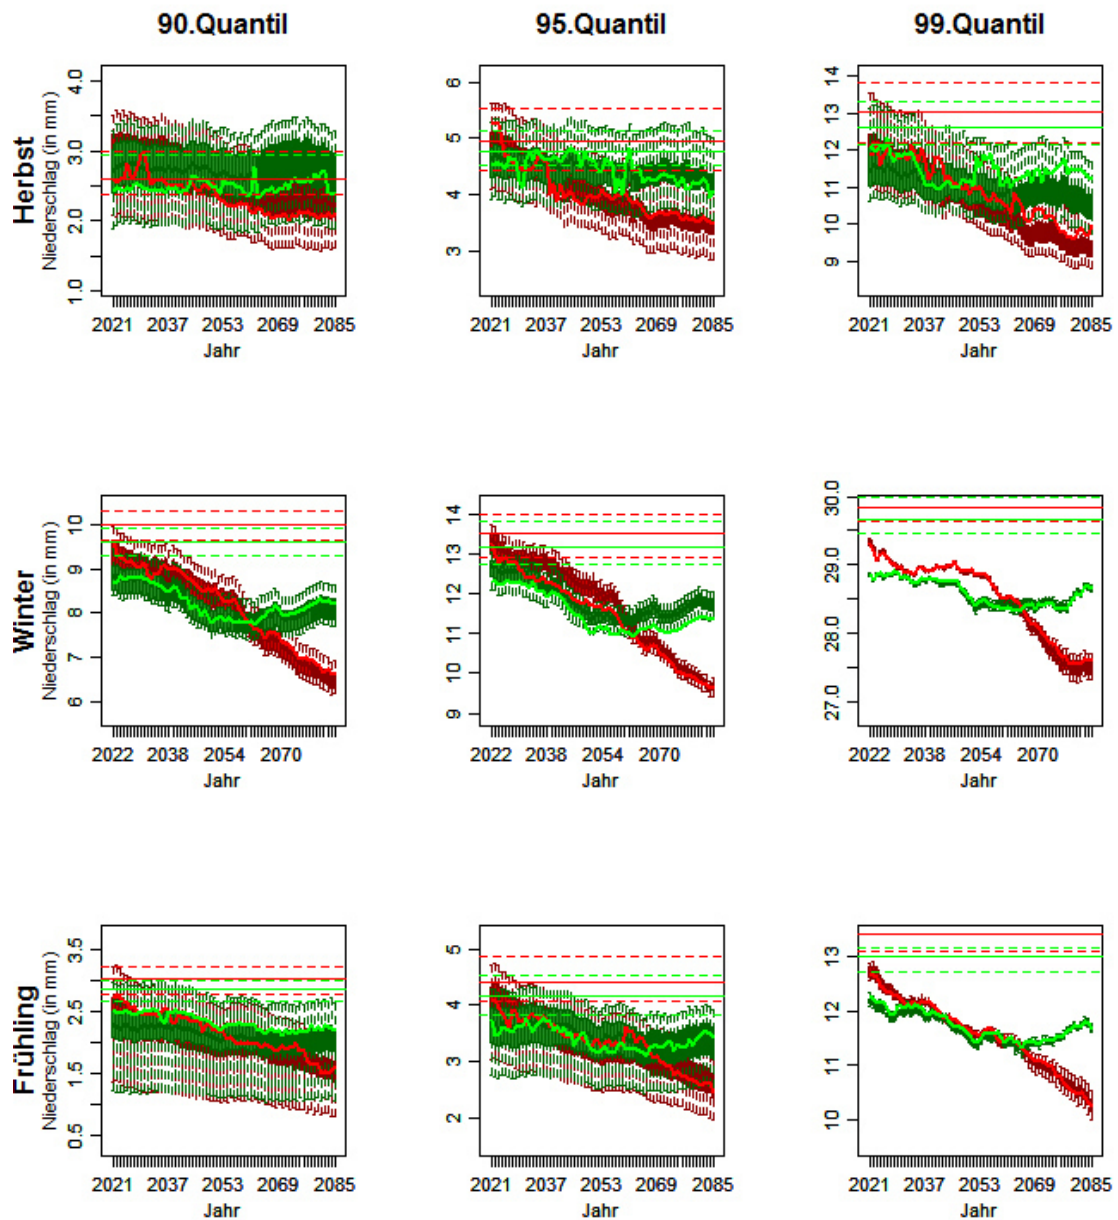 90.Quantil 95.Quantil 99.Quantil
Herbst
Niederschlag (in mm)
1.0 2.0 3.0 4.0
2021 2037 2053 2069 2085
Jahr
3 4 5 6
2021 2037 2053 2069 2085
Jahr
9 10 11 12 13 14
2021 2037 2053 2069 2085
Jahr
Winter
Niederschlag (in mm)
6 7 8 9 10
2022 2038 2054 2070
Jahr
9 10 11 12 13 14
2022 2038 2054 2070
Jahr
27.0 28.0 29.0 30.0
2022 2038 2054 2070
Jahr
Frühling
Niederschlag (in mm)
0.5 1.5 2.5 3.5
2021 2037 2053 2069 2085
Jahr
2 3 4 5
2021 2037 2053 2069 2085
Jahr
10 11 12 13
2021 2037 2053 2069 2085
Jahr